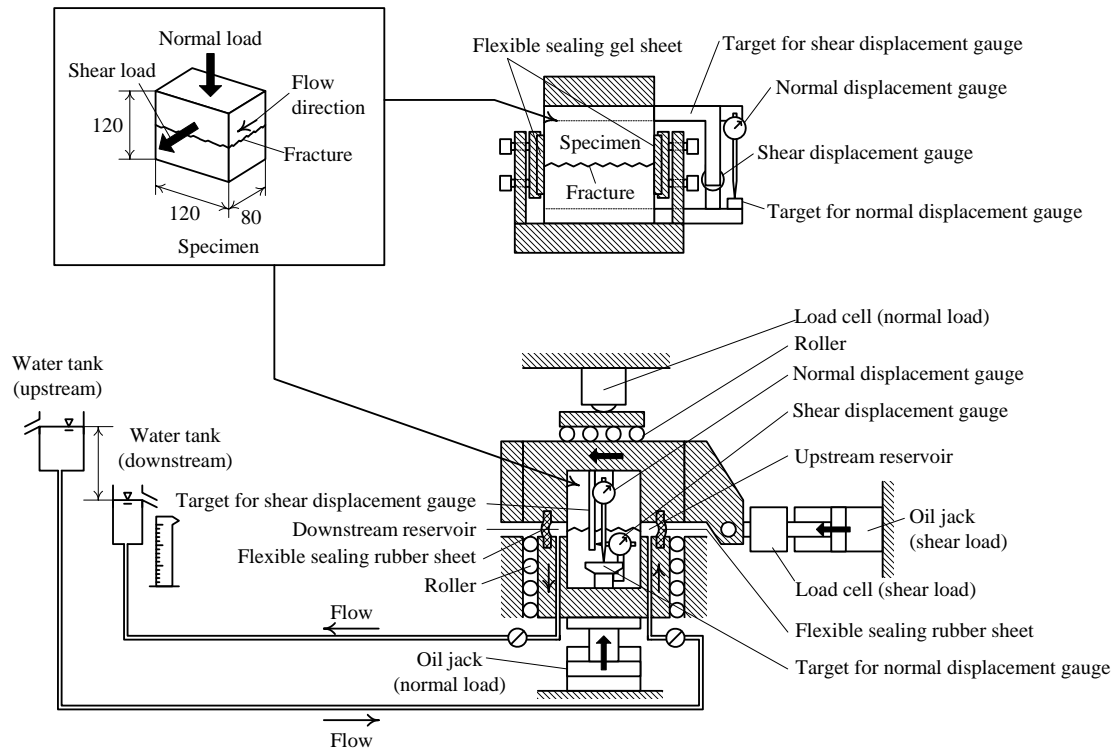 Normal load
Shear load
Flow
direction
120
Fracture
120
80
Specimen
Flexible sealing gel sheet
Target for shear displacement gauge
Normal displacement gauge
Specimen
Shear displacement gauge
Fracture
Target for normal displacement gauge
Load cell (normal load)
Roller
Normal displacement gauge
Shear displacement gauge
Upstream reservoir
Water tank
(upstream)
Water tank
(downstream)
Target for shear displacement gauge
Downstream reservoir
Flexible sealing rubber sheet
Roller
Oil jack
(shear load)
Load cell (shear load)
Flow
Flexible sealing rubber sheet
Oil jack
(normal load)
Target for normal displacement gauge
Flow